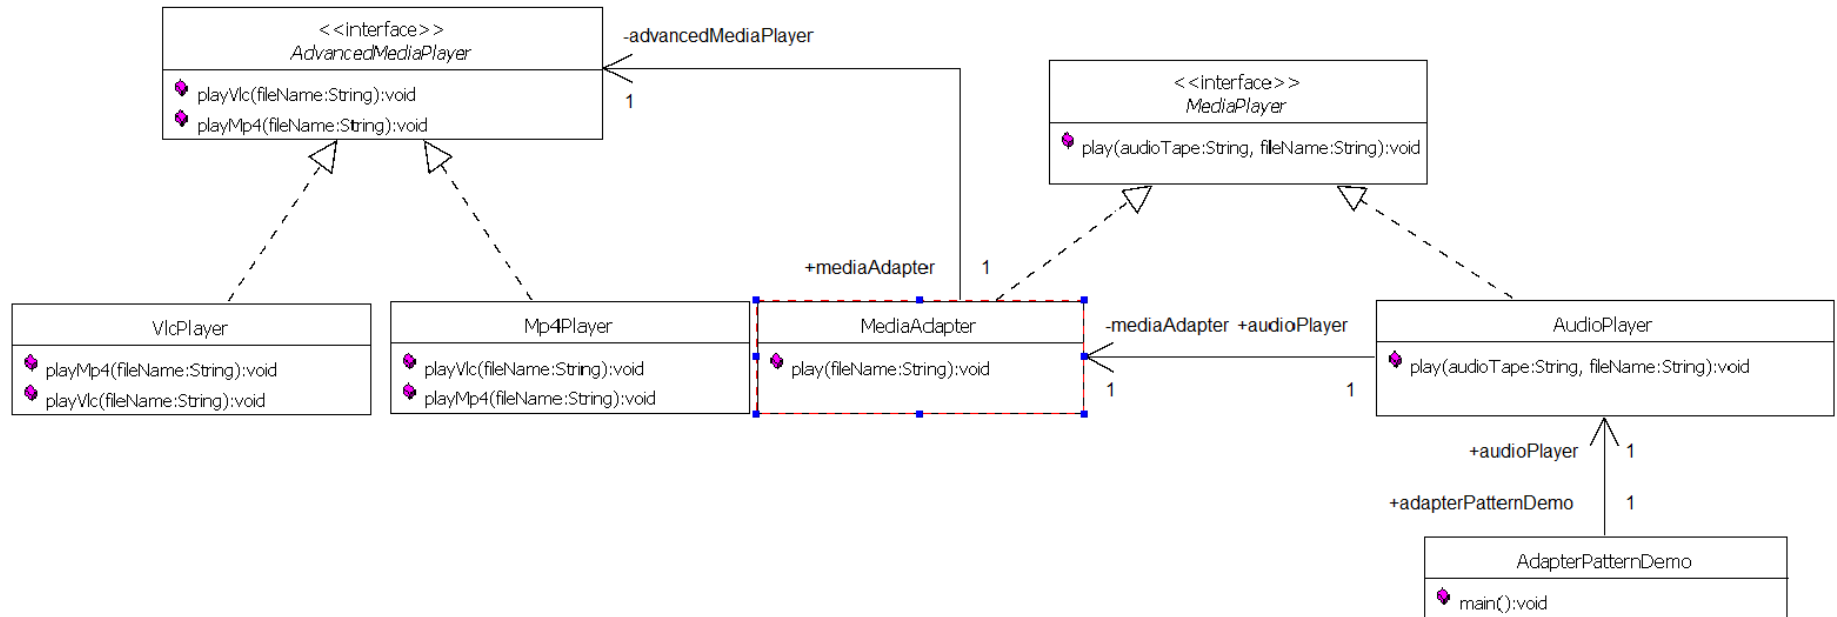 <<interface>>
AdvancedMediaPlayer
playVlc(fileName:String):void
playMp4(fileName:String):void
-advancedMediaPlayer
1
<<interface>>
MediaPlayer
play(audioTape:String, fileName:String):void
+mediaAdapter
1
VlcPlayer
playMp4(fileName:String):void
playVlc(fileName:String):void
Mp4Player
playVlc(fileName:String):void
playMp4(fileName:String):void
MediaAdapter
play(fileName:String):void
-mediaAdapter +audioPlayer
1 1
AudioPlayer
play(audioTape:String, fileName:String):void
+audioPlayer 1
+adapterPatternDemo 1
AdapterPatternDemo
main():void